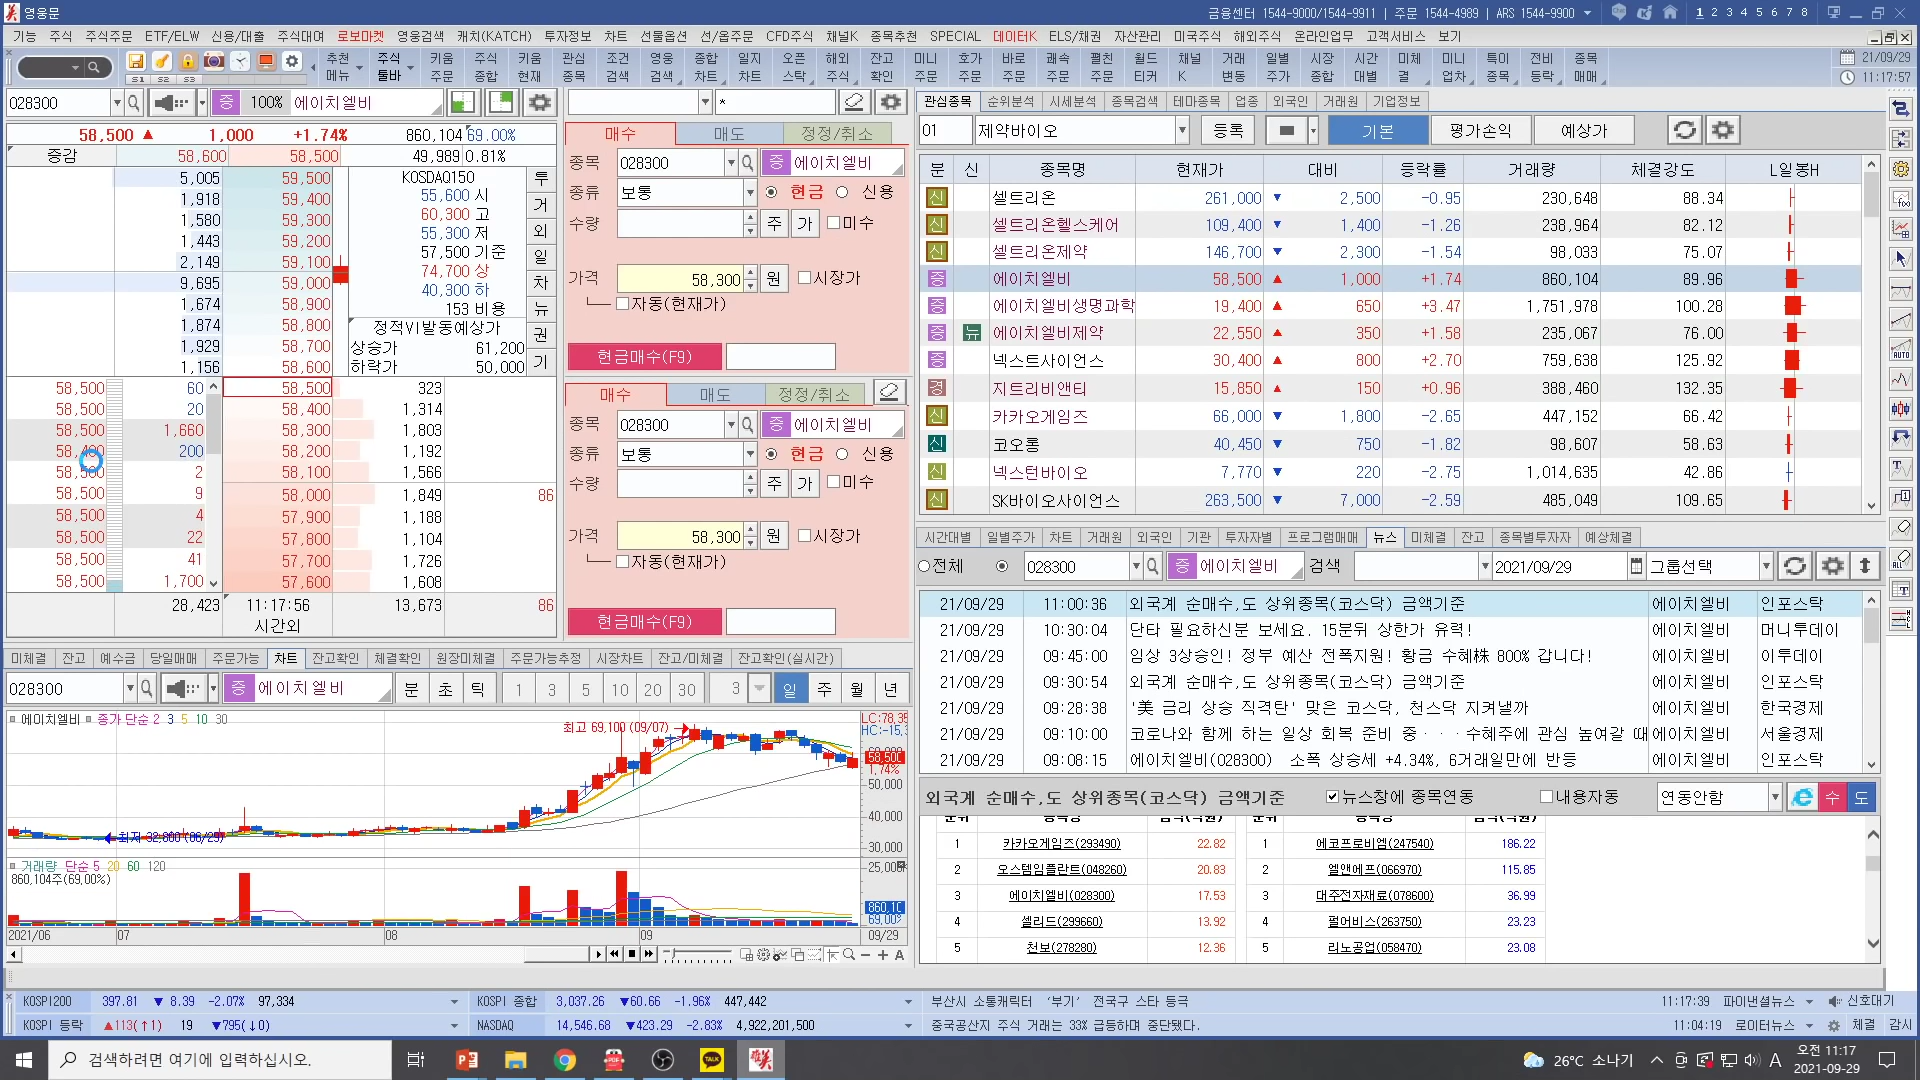 영웅문
금융센터 1544-9000/1544-9911 | 주문 1544-4989 | ARS 1544-9900
1 2 3 4 5 6 7 8
기능 주식 주식주문 ETF/ELW 신용/대출 주식대여 로보마켓 영웅검색 캐치(KATCH) 투자정보 차트 선물옵션 선/옵주문 CFD주식 채널K 종목추천 SPECIAL 데이터K ELS/채권 자산관리 미국주식 해외주식 온라인업무 고객서비스 보기
S1 S2 S3
추천 메뉴 주식 툴바 키움 주문 주식 종합 키움 현재 관심 종목 조건 검색 영웅 검색 종합 차트 일지 차트 오픈 스탁 해외 주식 잔고 확인 미니 주문 호가 주문 바로 주문 쾌속 주문 펼친 주문 월드 티커 채널 K 거래 변동 일별 주가 시장 종합 시간 대별 미체 결 미니 업차 특이 종목 전비 등락 종목 매매
21/09/29
11:17:57
028300 증 100% 에이치엘비
58,500 ▲ 1,000 +1.74% 860,104 69.00%
증감 58,600 58,500 49,989 0.81%
5,005 59,500 KOSDAQ150 투
1,918 59,400 55,600 시 거
1,580 59,300 60,300 고
1,443 59,200 55,300 저 외
2,149 59,100 57,500 기준 일
9,695 59,000 74,700 상 차
1,674 58,900 40,300 하
1,874 58,800 153 비용 뉴
1,929 58,700 정적VI발동예상가 권
1,156 58,600 상승가 61,200
하락가 50,000 기
58,500 60 58,500 323
58,500 20 58,400 1,314
58,500 1,660 58,300 1,803
58,400 200 58,200 1,192
58,500 2 58,100 1,566
58,500 9 58,000 1,849 86
58,500 4 57,900 1,188
58,500 22 57,800 1,104
58,500 41 57,700 1,726
58,500 1,700 57,600 1,608
28,423 11:17:56 13,673 86
시간외
*
매수 매도 정정/취소
종목 028300 증 에이치엘비
종류 보통 현금 신용
수량 주 가 미수
가격 58,300 원 시장가
자동(현재가)
현금매수(F9)
매수 매도 정정/취소
종목 028300 증 에이치엘비
종류 보통 현금 신용
수량 주 가 미수
가격 58,300 원 시장가
자동(현재가)
현금매수(F9)
관심종목 순위분석 시세분석 종목검색 테마종목 업종 외국인 거래원 기업정보
01 제약바이오 등록 기본 평가손익 예상가
분 신 종목명 현재가 대비 등락률 거래량 체결강도 L일봉H
신 셀트리온 261,000 ▼ 2,500 -0.95 230,648 88.34
신 셀트리온헬스케어 109,400 ▼ 1,400 -1.26 238,964 82.12
신 셀트리온제약 146,700 ▼ 2,300 -1.54 98,033 75.07
증 에이치엘비 58,500 ▲ 1,000 +1.74 860,104 89.96
증 에이치엘비생명과학 19,400 ▲ 650 +3.47 1,751,978 100.28
증 뉴 에이치엘비제약 22,550 ▲ 350 +1.58 235,067 76.00
증 넥스트사이언스 30,400 ▲ 800 +2.70 759,638 125.92
경 지트리비앤티 15,850 ▲ 150 +0.96 388,460 132.35
신 카카오게임즈 66,000 ▼ 1,800 -2.65 447,152 66.42
신 코오롱 40,450 ▼ 750 -1.82 98,607 58.63
신 넥스턴바이오 7,770 ▼ 220 -2.75 1,014,635 42.86
신 SK바이오사이언스 263,500 ▼ 7,000 -2.59 485,049 109.65
시간대별 일별주가 차트 거래원 외국인 기관 투자자별 프로그램매매 뉴스 미체결 잔고 종목별투자자 예상체결
전체 028300 증 에이치엘비 검색 2021/09/29 그룹선택
21/09/29 11:00:36 외국계 순매수,도 상위종목(코스닥) 금액기준 에이치엘비 인포스탁
21/09/29 10:30:04 단타 필요하신분 보세요. 15분뒤 상한가 유력! 에이치엘비 머니투데이
21/09/29 09:45:00 임상 3상승인! 정부 예산 전폭지원! 황금 수혜株 800% 갑니다! 에이치엘비 이투데이
21/09/29 09:30:54 외국계 순매수,도 상위종목(코스닥) 금액기준 에이치엘비 인포스탁
21/09/29 09:28:38 '美 금리 상승 직격탄' 맞은 코스닥, 천스닥 지켜낼까 에이치엘비 한국경제
21/09/29 09:10:00 코로나와 함께 하는 일상 회복 준비 중···수혜주에 관심 높여갈 때 에이치엘비 서울경제
21/09/29 09:08:15 에이치엘비(028300) 소폭 상승세 +4.34%, 6거래일만에 반등 에이치엘비 인포스탁
외국계 순매수,도 상위종목(코스닥) 금액기준 뉴스창에 종목연동 내용자동 연동안함 수 도
1 카카오게임즈(293490) 22.82 1 에코프로비엠(247540) 186.22
2 오스템임플란트(048260) 20.83 2 엘앤에프(066970) 115.85
3 에이치엘비(028300) 17.53 3 대주전자재료(078600) 36.99
4 셀리드(299660) 13.92 4 펄어비스(263750) 23.23
5 천보(278280) 12.36 5 리노공업(058470) 23.08
미체결 잔고 예수금 당일매매 주문가능 차트 잔고확인 체결확인 원장미체결 주문가능추정 시장차트 잔고/미체결 잔고확인(실시간)
028300 증 에이치엘비 분 초 틱 1 3 5 10 20 30 3 일 주 월 년
에이치엘비 종가 단순 2 3 5 10 30
최고 69,100 (09/07)
58,500
1.74%
50,000
40,000
30,000
최저 32,800 (06/29)
거래량 단순 5 20 60 120
860,104주(69.00%)
2021/06 07 08 09 09/29
KOSPI200 397.81 ▼ 8.39 -2.07% 97,334 KOSPI 종합 3,037.26 ▼60.66 -1.96% 447,442 부산시 소통캐릭터 '부기' 전국구 스타 등극 11:17:39 파이낸셜뉴스 신호대기
KOSPI 등락 ▲113(↑1) 19 ▼795(↓0) NASDAQ 14,546.68 ▼423.29 -2.83% 4,922,201,500 중국공산지 주식 거래는 33% 급등하며 중단됐다. 11:04:19 로이터뉴스 체결 감시
검색하려면 여기에 입력하십시오.
26°C 소나기 A 오전 11:17
2021-09-29